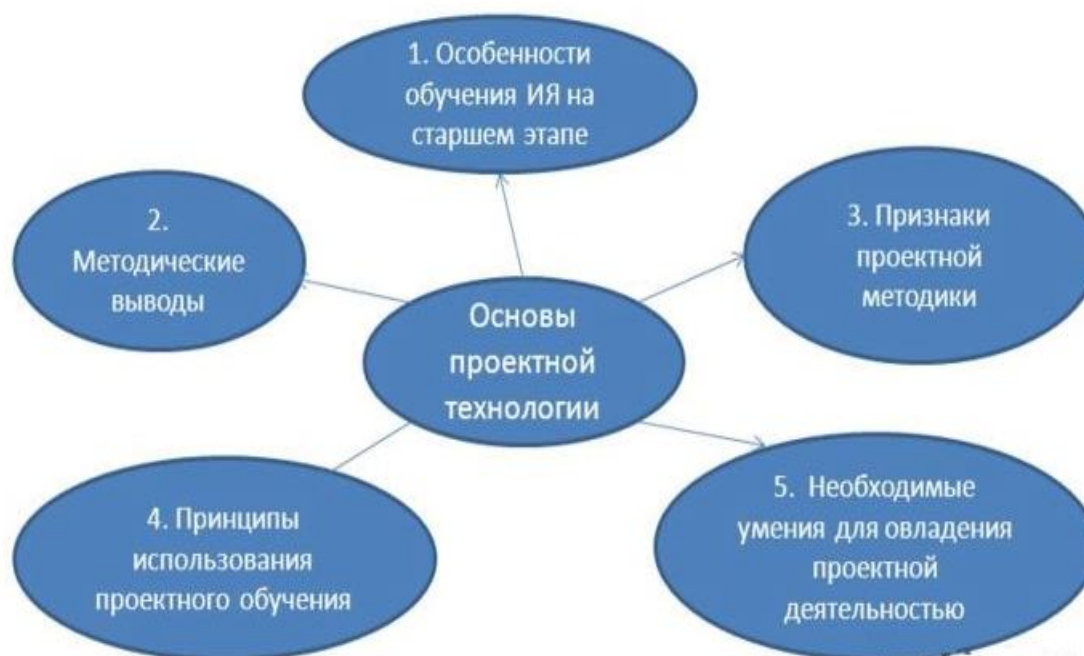 1. Особенности
обучения ИЯ на
старшем этапе
2.
Методические
выводы
3. Признаки
проектной
методики
Основы
проектной
технологии
4. Принципы
использования
проектного обучения
5. Необходимые
умения для овладения
проектной
деятельностью